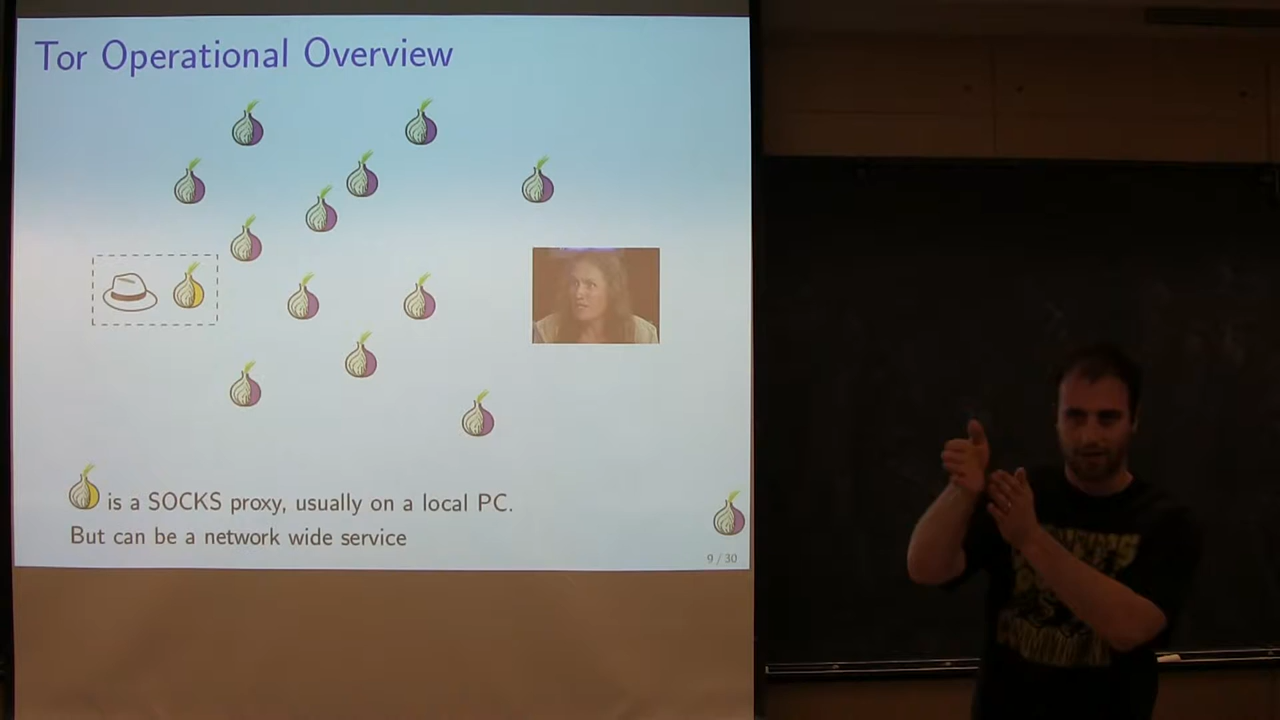 Tor Operational Overview
is a SOCKS proxy, usually on a local PC.
But can be a network wide service
9 / 30